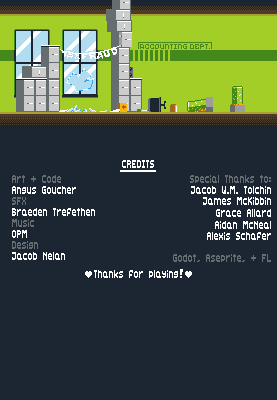 ACCOUNTING DEPT.
CREDITS
Art + Code
Angus Goucher
SFX
Braeden Trefethen
Music
OPM
Design
Jacob Nelan
Special Thanks to:
Jacob W.M. Tolchin
James McKibbin
Grace Allard
Aidan McNeal
Alexis Schafer
Godot, Aseprite, + FL
♥Thanks for playing!♥